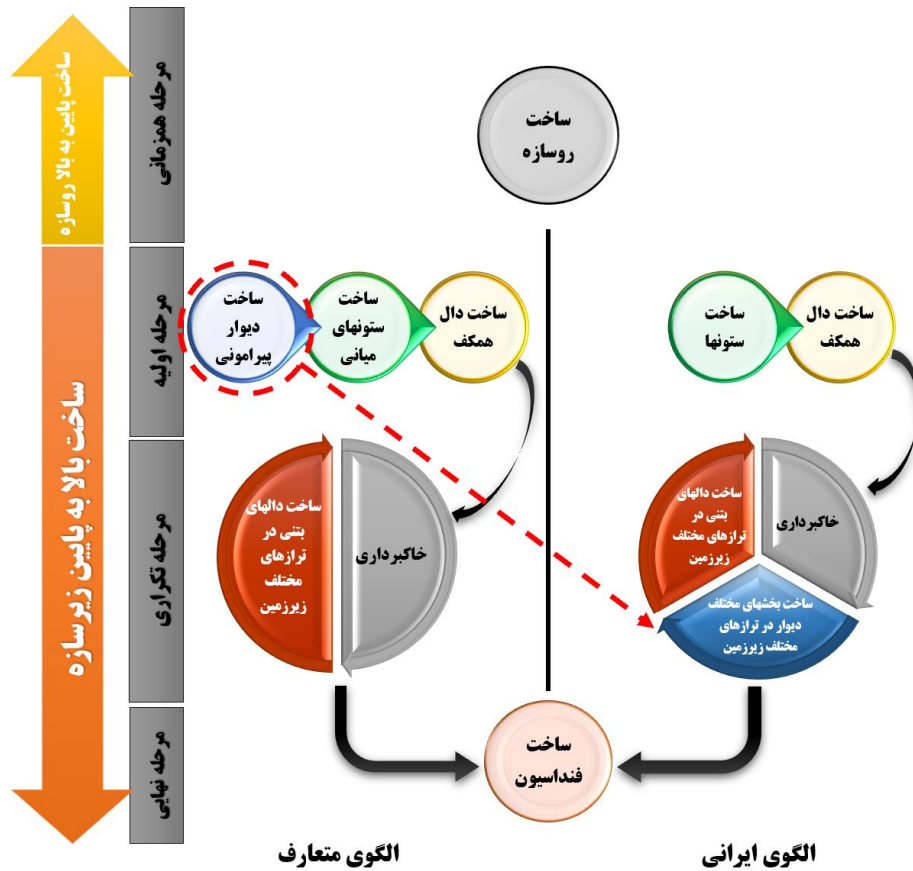 ساخت پایین به بالا روسازه
ساخت بالا به پایین زیرسازه
مرحله همزمانی
مرحله اولیه
مرحله تکراری
مرحله نهایی
ساخت
روسازه
ساخت دال
همکف
ساخت
ستونها
ساخت دال
همکف
ساخت
ستونهای
میانی
ساخت
دیوار
پیرامونی
خاکبرداری
ساخت دالهای
بتنی در
ترازهای مختلف
زیرزمین
ساخت بخشهای مختلف
دیوار در ترازهای
مختلف زیرزمین
خاکبرداری
ساخت دالهای
بتنی در
ترازهای
مختلف
زیرزمین
ساخت
فنداسیون
الگوی ایرانی
الگوی متعارف